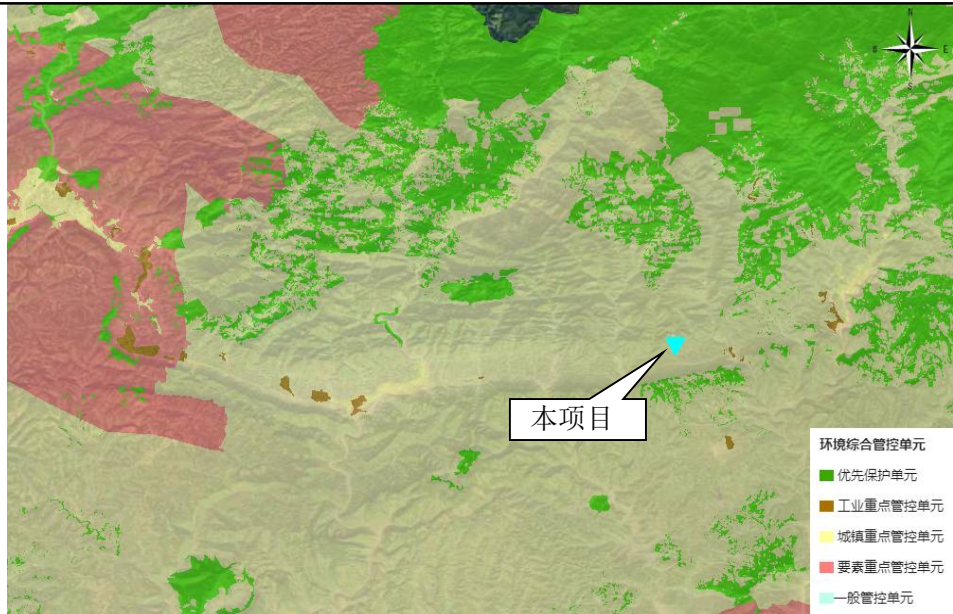 N
E
S
本项目
环境综合管控单元
优先保护单元
工业重点管控单元
城镇重点管控单元
要素重点管控单元
一般管控单元